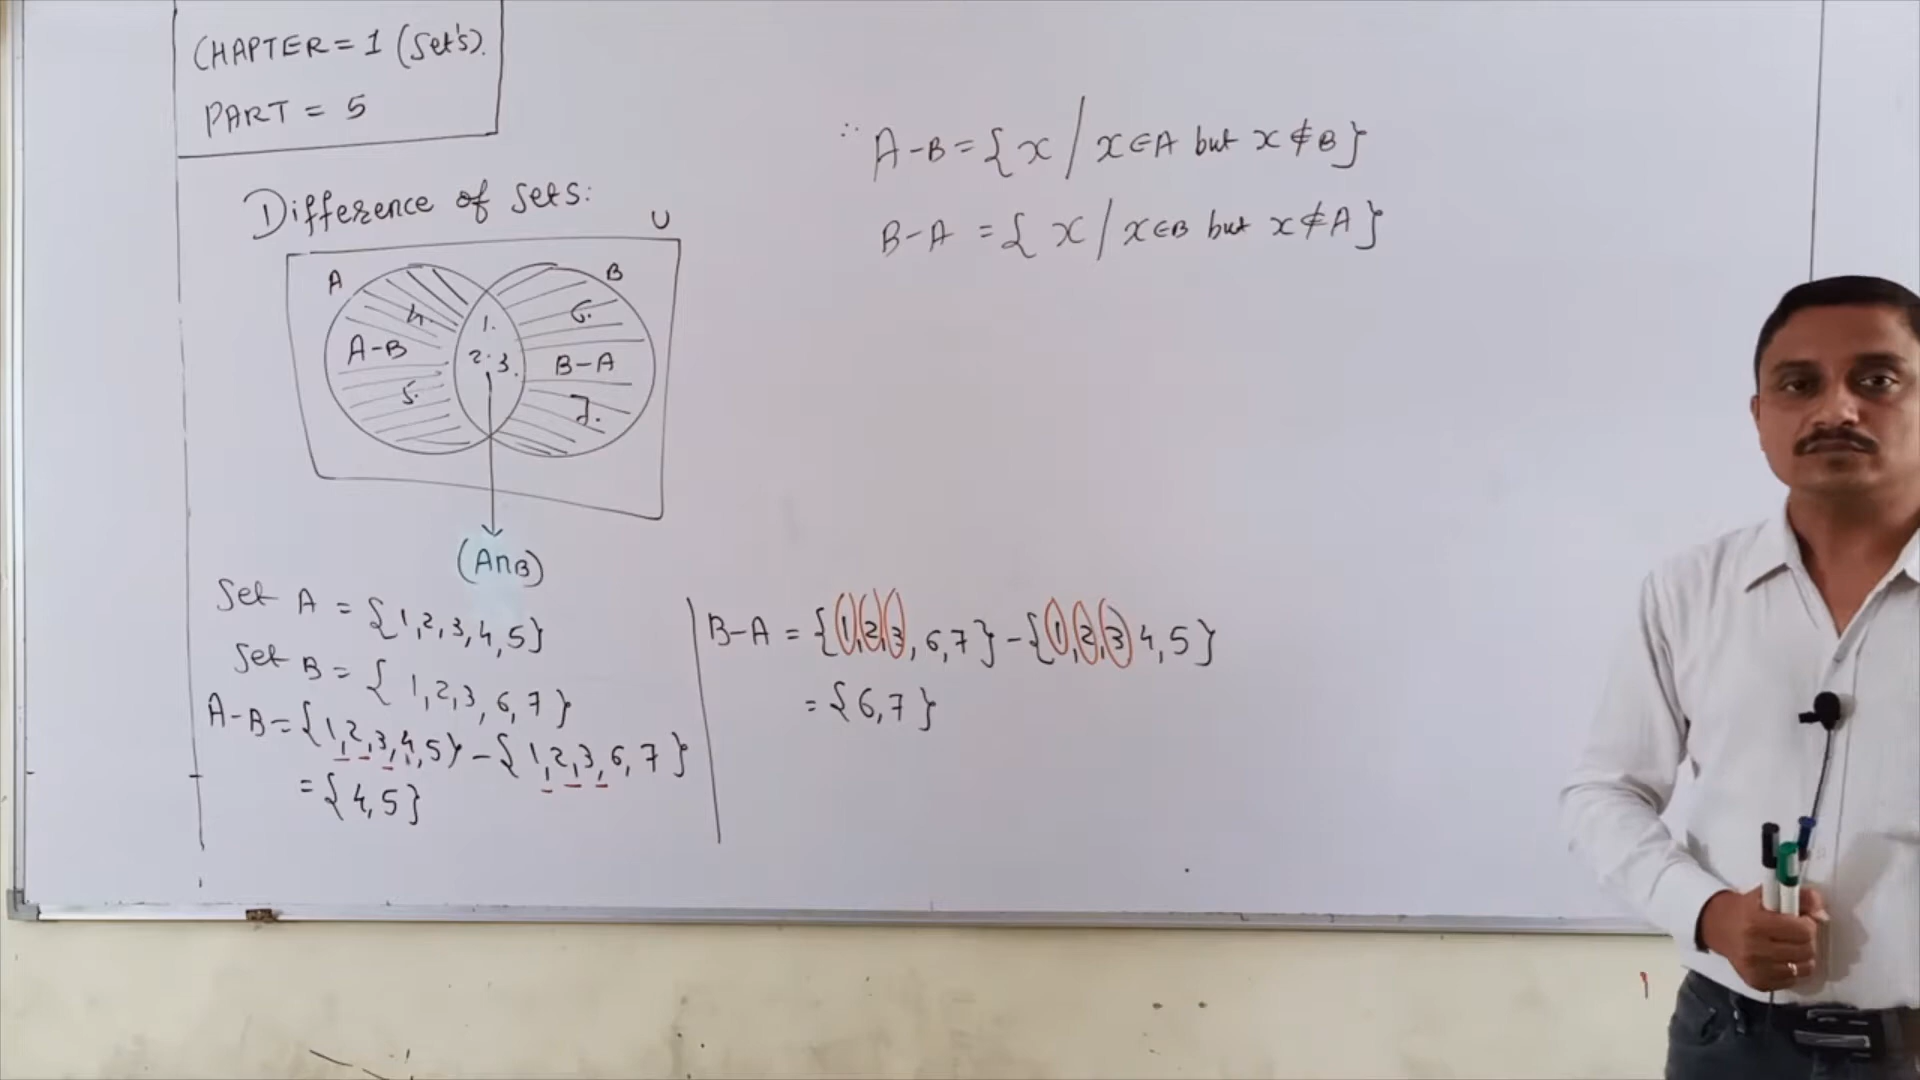 CHAPTER = 1 (Set's).
PART = 5
Difference of sets:
U
A
B
4.
1.
6.
A-B
2. 3.
B-A
5.
7.
(A∩B)
∴ A-B = {x / x∈A but x∉B}
B-A = {x / x∈B but x∉A}
Set A = {1,2,3,4,5}
Set B = {1,2,3,6,7}
A-B = {1,2,3,4,5} - {1,2,3,6,7}
= {4,5}
B-A = {1,2,3,6,7} - {1,2,3,4,5}
= {6,7}